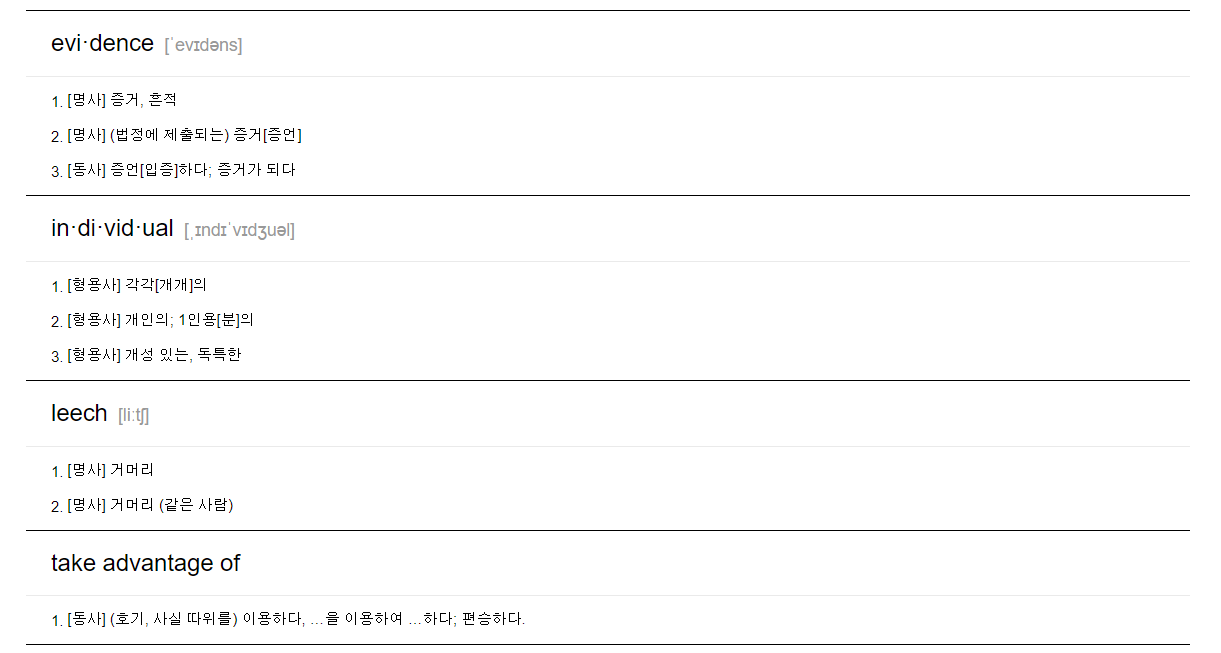 evi·dence [ˈevɪdəns]
1. [명사] 증거, 흔적
2. [명사] (법정에 제출되는) 증거[증언]
3. [동사] 증언[입증]하다; 증거가 되다
in·di·vid·ual [ˌɪndɪˈvɪdʒuəl]
1. [형용사] 각각[개개]의
2. [형용사] 개인의; 1인용[분]의
3. [형용사] 개성 있는, 독특한
leech [liːtʃ]
1. [명사] 거머리
2. [명사] 거머리 (같은 사람)
take advantage of
1. [동사] (호기, 사실 따위를) 이용하다, …을 이용하여 …하다; 편승하다.